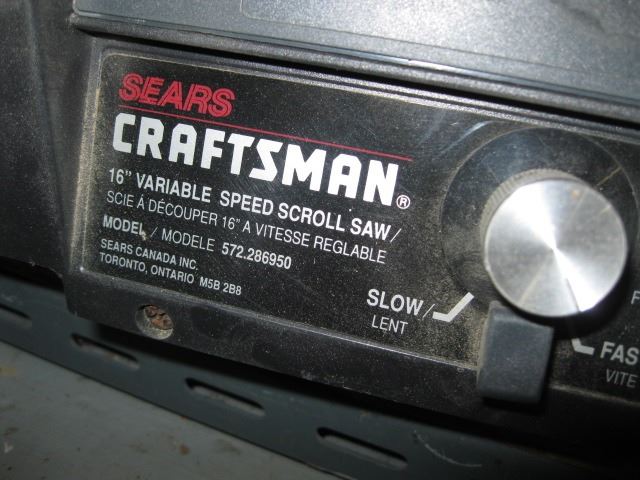 SEARS
CRAFTSMAN®
16" VARIABLE SPEED SCROLL SAW/
SCIE À DÉCOUPER 16" A VITESSE REGLABLE
MODEL / MODELE 572.286950
SEARS CANADA INC.
TORONTO, ONTARIO M5B 2B8
SLOW/
LENT
FAS
VITE